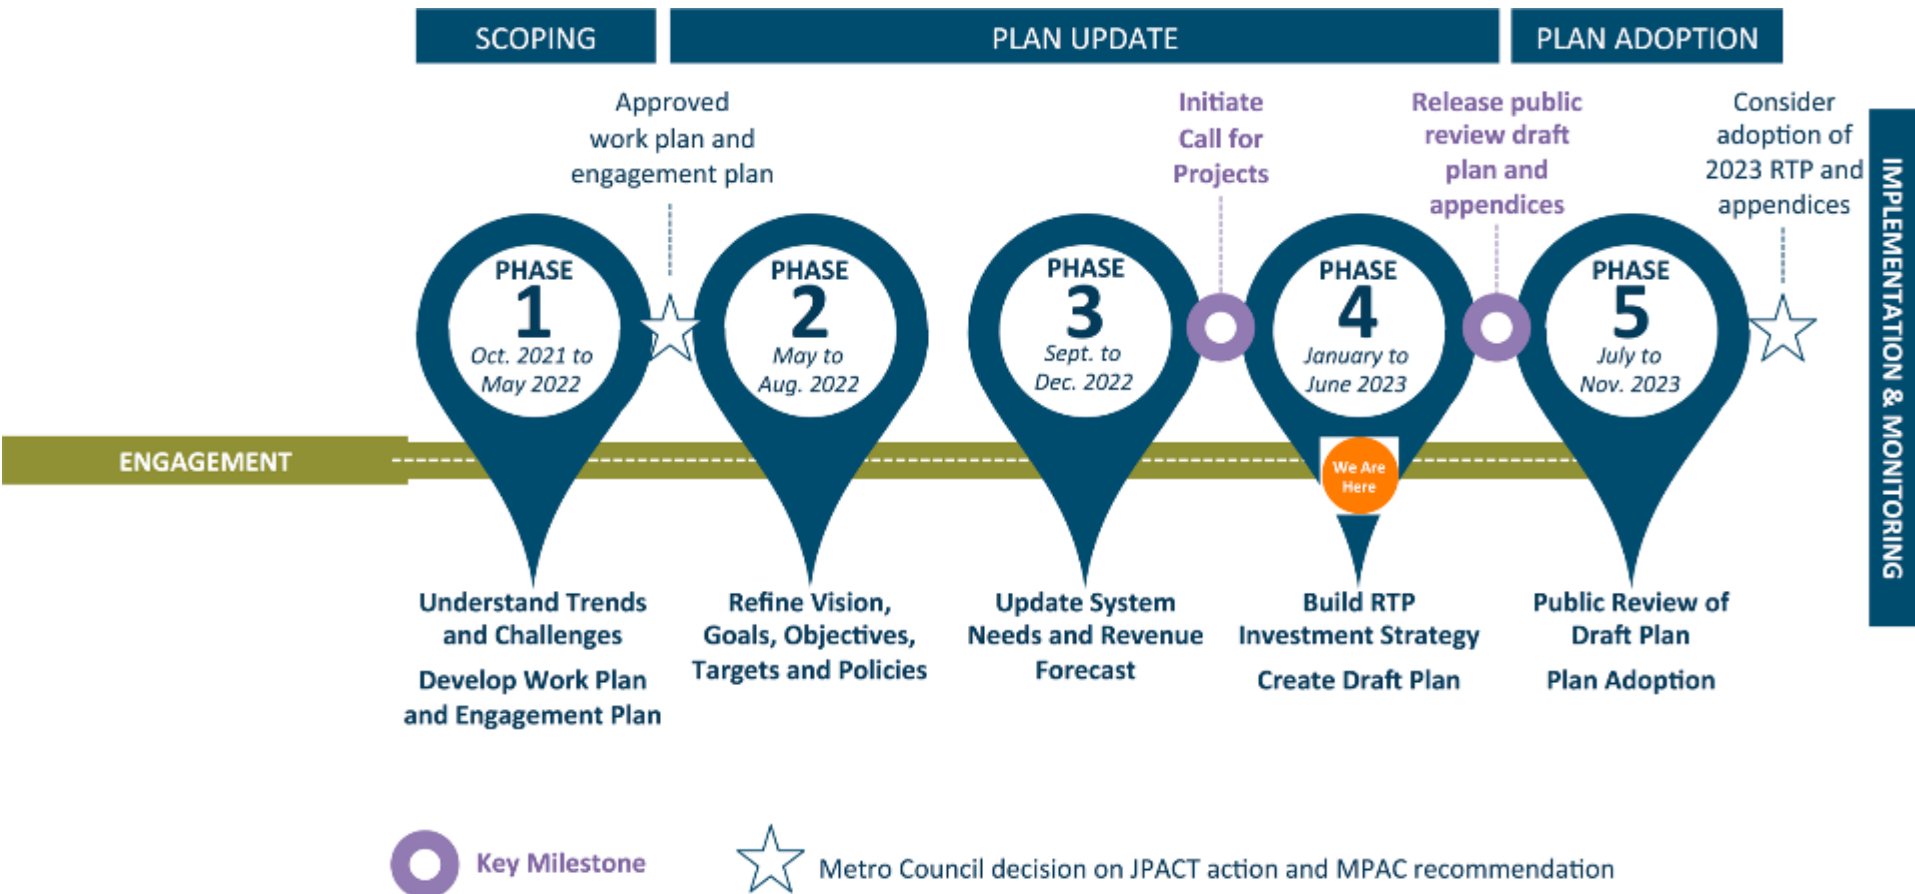 SCOPING
PLAN UPDATE
PLAN ADOPTION
Approved
work plan and
engagement plan
Initiate
Call for
Projects
Release public
review draft
plan and
appendices
Consider
adoption of
2023 RTP and
appendices
IMPLEMENTATION & MONITORING
PHASE
1
Oct. 2021 to
May 2022
PHASE
2
May to
Aug. 2022
PHASE
3
Sept. to
Dec. 2022
PHASE
4
January to
June 2023
PHASE
5
July to
Nov. 2023
ENGAGEMENT
We Are
Here
Understand Trends
and Challenges
Develop Work Plan
and Engagement Plan
Refine Vision,
Goals, Objectives,
Targets and Policies
Update System
Needs and Revenue
Forecast
Build RTP
Investment Strategy
Create Draft Plan
Public Review of
Draft Plan
Plan Adoption
Key Milestone
Metro Council decision on JPACT action and MPAC recommendation